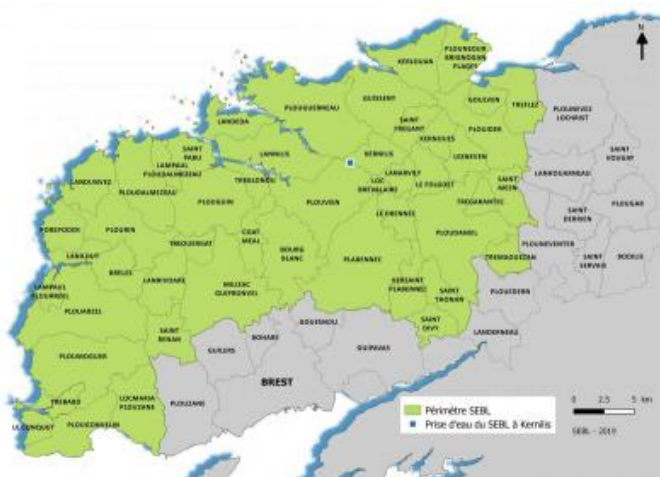 N
KERLOUAN
PLOUNEOUR
BRIGNOGAN
PLAGES
GUISSENY
GOULVEN
TREFLEZ
PLOUNEVEZ
LOCHRIST
PLOUGUERNEAU
LANDEDA
SAINT
FREGANT
PLOUIDER
KERNOUES
SAINT
VOUGAY
SAINT
PABU
LANNILIS
KERNILIS
LESNEVEN
LANHOUARNEAU
LAMPAUL
PLOUDALMEZEAU
LANARVILY
LOC
BREVALAIRE
LE FOLGOET
SAINT
MEEN
LANDUNVEZ
PLOUDALMEZEAU
TREGLONOU
PLOUGAR
PLOUGUIN
PLOUVIEN
TREGARANTEC
SAINT
DERRIEN
PORSPODER
PLOURIN
LE DRENNEC
COAT
MEAL
PLOUDANIEL
PLOUNEVENTER
TREOUERGAT
BOURG
BLANC
TREMAOUEZAN
SAINT
SERVAIS
BODILIS
LANILDUT
PLABENNEC
BRELES
LANRIVOARE
MILIZAC
GUIPRONVEL
KERSAINT
PLABENNEC
SAINT
THONAN
PLOUEDERN
LAMPAUL
PLOUARZEL
PLOUARZEL
SAINT
DIVY
LANDERNEAU
SAINT
RENAN
GOUESNOU
BOHARS
GUIPAVAS
GUILERS
PLOUMOGUER
BREST
TREBABU
LOCMARIA
PLOUZANE
PLOUZANE
LE CONQUET
PLOUGONVELIN
Périmètre SEBL
Prise d'eau du SEBL à Kernilis
0 2,5 5 km
SEBL - 2019